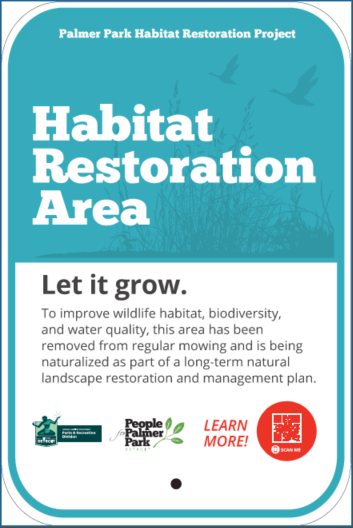 Palmer Park Habitat Restoration Project
Habitat
Restoration
Area
Let it grow.
To improve wildlife habitat, biodiversity,
and water quality, this area has been
removed from regular mowing and is being
naturalized as part of a long-term natural
landscape restoration and management plan.
Parks & Recreation
Division
People
for Palmer
Park
DETROIT
LEARN
MORE!
SCAN ME